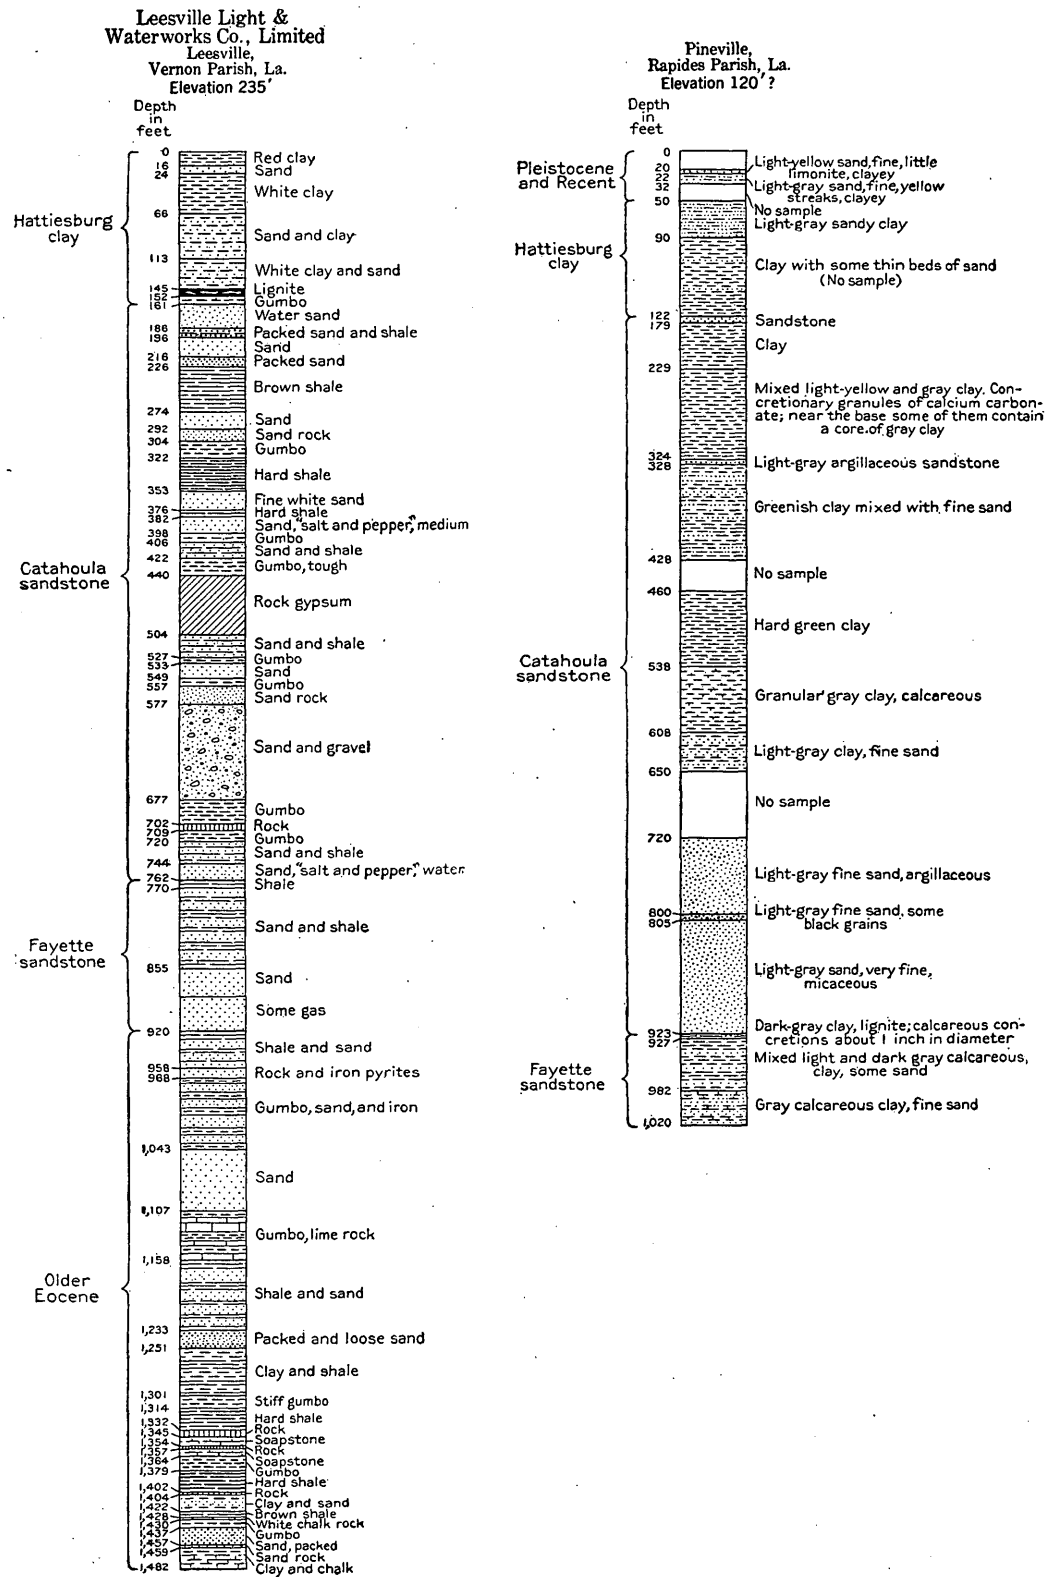 Leesville Light &
Waterworks Co., Limited
Leesville,
Vernon Parish, La.
Elevation 235′
Depth
in
feet
0
16
24
66
113
145
152
161
186
196
216
226
274
292
304
322
353
376
382
398
406
422
440
504
527
533
549
557
577
677
702
709
720
744
762
770
855
920
958
968
1,043
1,107
1,158
1,233
1,251
1,301
1,314
1,332
1,345
1,354
1,357
1,364
1,379
1,402
1,404
1,422
1,428
1,430
1,437
1,457
1,459
1,482
Hattiesburg
clay
Catahoula
sandstone
Fayette
sandstone
Older
Eocene
Red clay
Sand
White clay
Sand and clay
White clay and sand
Lignite
Gumbo
Water sand
Packed sand and shale
Sand
Packed sand
Brown shale
Sand
Sand rock
Gumbo
Hard shale
Fine white sand
Hard shale
Sand, "salt and pepper," medium
Gumbo
Sand and shale
Gumbo, tough
Rock gypsum
Sand and shale
Gumbo
Sand
Gumbo
Sand rock
Sand and gravel
Gumbo
Rock
Gumbo
Sand and shale
Sand, "salt and pepper," water
Shale
Sand and shale
Sand
Some gas
Shale and sand
Rock and iron pyrites
Gumbo, sand, and iron
Sand
Gumbo, lime rock
Shale and sand
Packed and loose sand
Clay and shale
Stiff gumbo
Hard shale
Rock
Soapstone
Rock
Soapstone
Gumbo
Hard shale
Rock
Clay and sand
Brown shale
White chalk rock
Gumbo
Sand, packed
Sand rock
Clay and chalk
Pineville,
Rapides Parish, La.
Elevation 120′?
Depth
in
feet
0
20
22
32
50
90
122
179
229
324
328
428
460
538
608
650
720
800
805
923
927
982
1,020
Pleistocene
and Recent
Hattiesburg
clay
Catahoula
sandstone
Fayette
sandstone
Light-yellow sand, fine, little
limonite, clayey
Light-gray sand, fine, yellow
streaks, clayey
No sample
Light-gray sandy clay
Clay with some thin beds of sand
(No sample)
Sandstone
Clay
Mixed light-yellow and gray clay. Con-
cretionary granules of calcium carbon-
ate; near the base some of them contain
a core of gray clay
Light-gray argillaceous sandstone
Greenish clay mixed with fine sand
No sample
Hard green clay
Granular gray clay, calcareous
Light-gray clay, fine sand
No sample
Light-gray fine sand, argillaceous
Light-gray fine sand, some
black grains
Light-gray sand, very fine,
micaceous
Dark-gray clay, lignite; calcareous con-
cretions about 1 inch in diameter
Mixed light and dark gray calcareous,
clay, some sand
Gray calcareous clay, fine sand